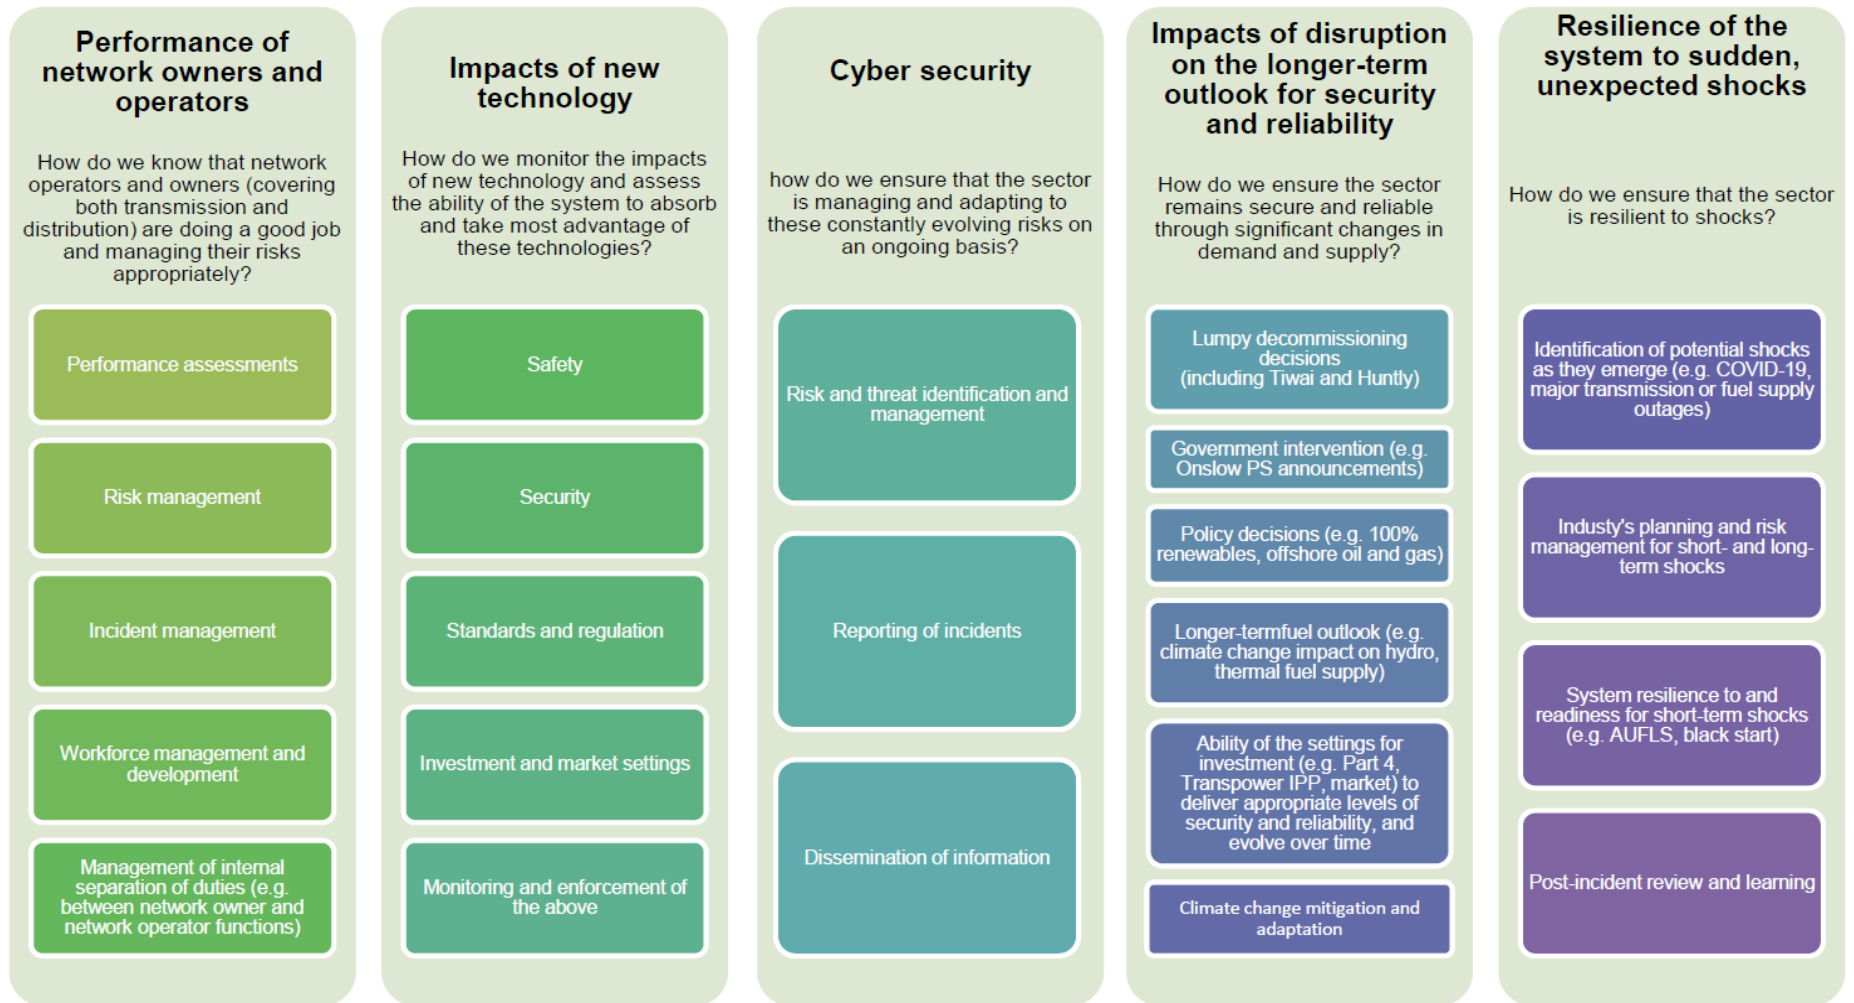 Performance of
network owners and
operators
How do we know that network
operators and owners (covering
both transmission and
distribution) are doing a good job
and managing their risks
appropriately?
Performance assessments
Risk management
Incident management
Workforce management and
development
Management of internal
separation of duties (e.g.
between network owner and
network operator functions)
Impacts of new
technology
How do we monitor the impacts
of new technology and assess
the ability of the system to absorb
and take most advantage of
these technologies?
Safety
Security
Standards and regulation
Investment and market settings
Monitoring and enforcement of
the above
Cyber security
how do we ensure that the sector
is managing and adapting to
these constantly evolving risks on
an ongoing basis?
Risk and threat identification and
management
Reporting of incidents
Dissemination of information
Impacts of disruption
on the longer-term
outlook for security
and reliability
How do we ensure the sector
remains secure and reliable
through significant changes in
demand and supply?
Lumpy decommissioning
decisions
(including Tiwai and Huntly)
Government intervention (e.g.
Onslow PS announcements)
Policy decisions (e.g. 100%
renewables, offshore oil and gas)
Longer-termfuel outlook (e.g.
climate change impact on hydro,
thermal fuel supply)
Ability of the settings for
investment (e.g. Part 4,
Transpower IPP, market) to
deliver appropriate levels of
security and reliability, and
evolve over time
Climate change mitigation and
adaptation
Resilience of the
system to sudden,
unexpected shocks
How do we ensure that the sector
is resilient to shocks?
Identification of potential shocks
as they emerge (e.g. COVID-19,
major transmission or fuel supply
outages)
Industy's planning and risk
management for short- and long-
term shocks
System resilience to and
readiness for short-term shocks
(e.g. AUFLS, black start)
Post-incident review and learning